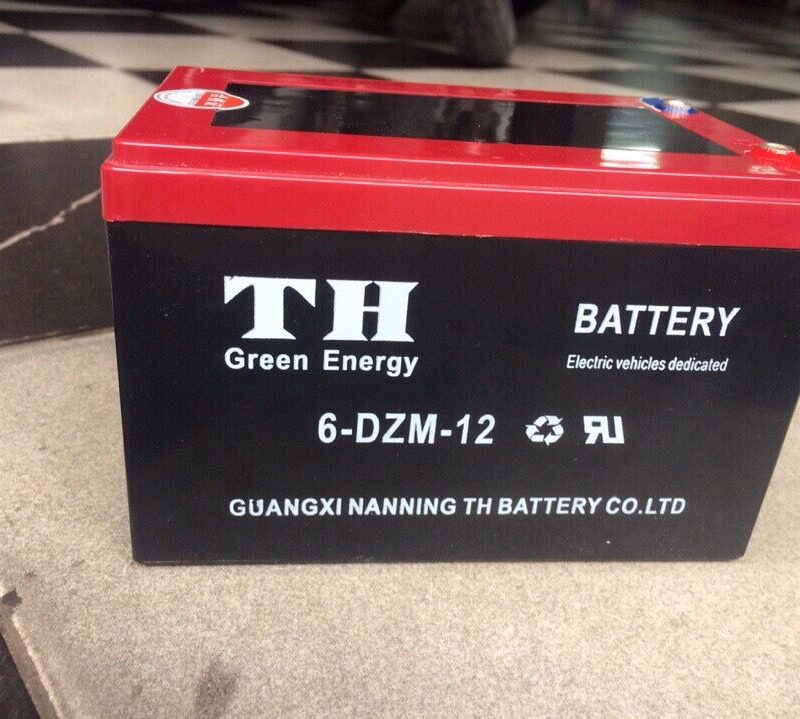 TH
Green Energy
BATTERY
Electric vehicles dedicated
6-DZM-12
GUANGXI NANNING TH BATTERY CO.LTD